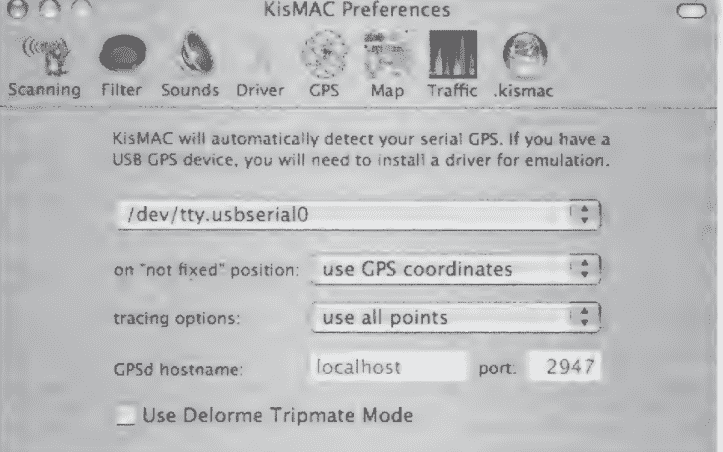 KisMAC Preferences
Scanning Filter Sounds Driver GPS Map Traffic .kismac
KisMAC will automatically detect your serial GPS. If you have a
USB GPS device, you will need to install a driver for emulation.
/dev/tty.usbserial0
on "not fixed" position: use GPS coordinates
tracing options: use all points
GPSd hostname: localhost port: 2947
Use Delorme Tripmate Mode